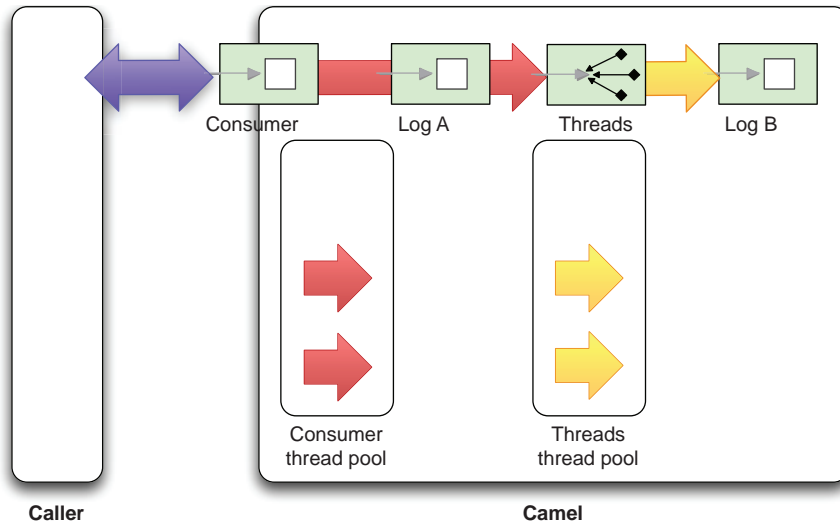 Consumer
Log A
Threads
Log B
Consumer
thread pool
Threads
thread pool
Caller
Camel